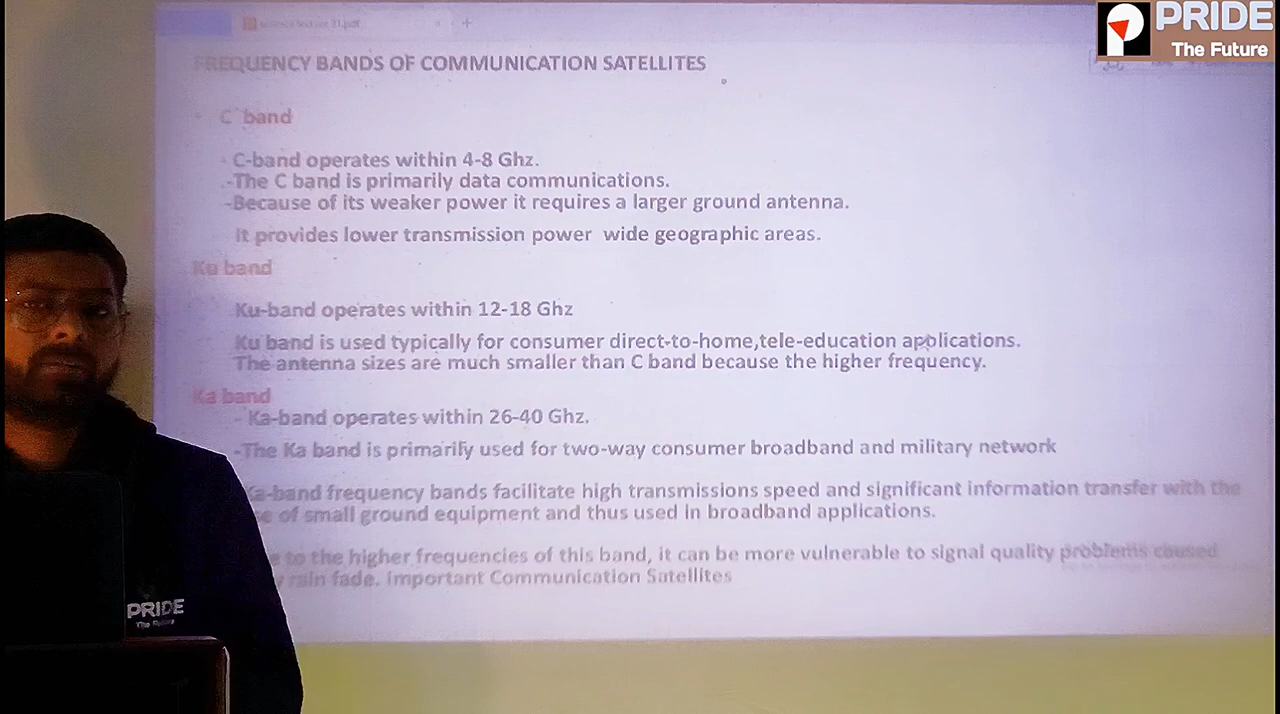 PRIDE
The Future
FREQUENCY BANDS OF COMMUNICATION SATELLITES
C band
- C-band operates within 4-8 Ghz.
-The C band is primarily data communications.
-Because of its weaker power it requires a larger ground antenna.
It provides lower transmission power wide geographic areas.
Ku band
Ku-band operates within 12-18 Ghz
Ku band is used typically for consumer direct-to-home,tele-education applications.
The antenna sizes are much smaller than C band because the higher frequency.
Ka band
- Ka-band operates within 26-40 Ghz.
-The Ka band is primarily used for two-way consumer broadband and military network
Ka-band frequency bands facilitate high transmissions speed and significant information transfer with the
of small ground equipment and thus used in broadband applications.
to the higher frequencies of this band, it can be more vulnerable to signal quality problems caused
rain fade. Important Communication Satellites
PRIDE
The Future